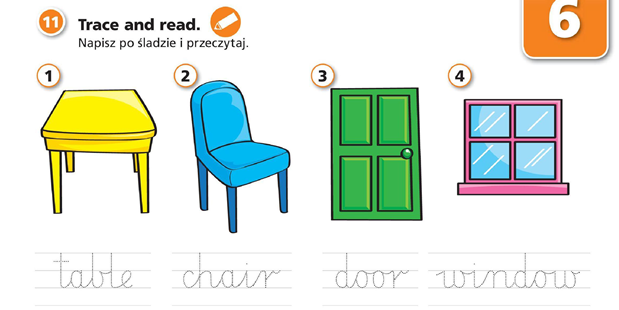 11 Trace and read.
Napisz po śladzie i przeczytaj.
6
1 2 3 4
table chair door window